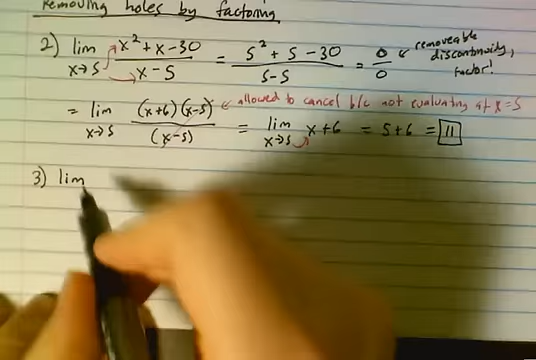 Removing holes by factoring
2) lim x→5 x² + x - 30 / x - 5 = 5² + 5 - 30 / 5-5 = 0/0 ← removeable discontinuity, factor!
= lim x→5 (x+6)(x-5) / (x-5) ← allowed to cancel b/c not evaluating at x=5 = lim x→5 x+6 = 5+6 = 11
3) lim